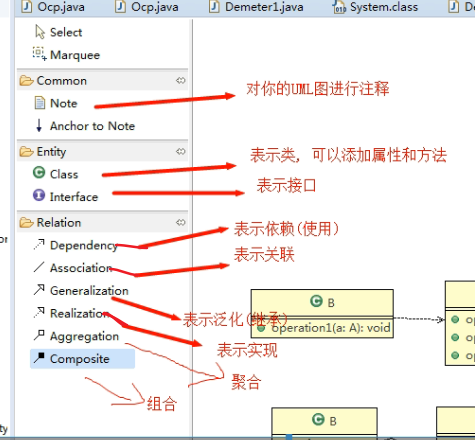 Ocp.java
Ocp.java
Demeter1.java
System.class
Select
Marquee
Common
Note
对你的UML图进行注释
Anchor to Note
Entity
Class
表示类, 可以添加属性和方法
Interface
表示接口
Relation
Dependency
表示依赖(使用)
Association
表示关联
Generalization
表示泛化(继承)
Realization
表示实现
Aggregation
聚合
Composite
组合
B
operation1(a: A): void
op
op
op
B